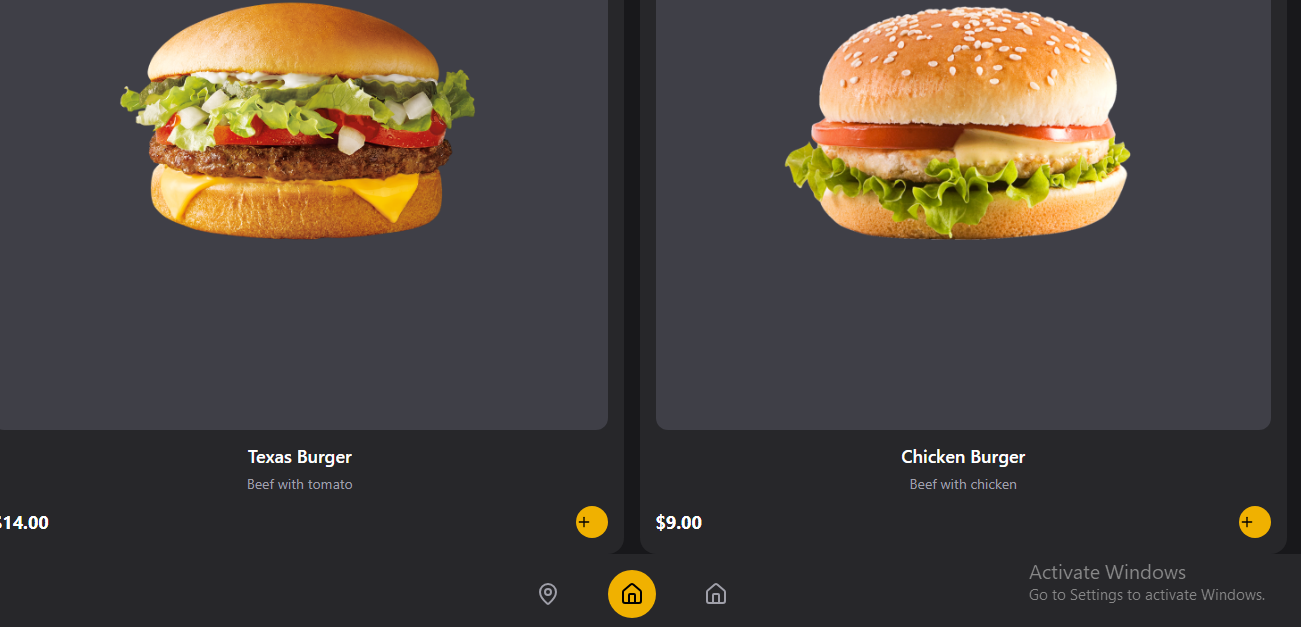 Texas Burger
Beef with tomato
$14.00
+
Chicken Burger
Beef with chicken
$9.00
+
Activate Windows
Go to Settings to activate Windows.